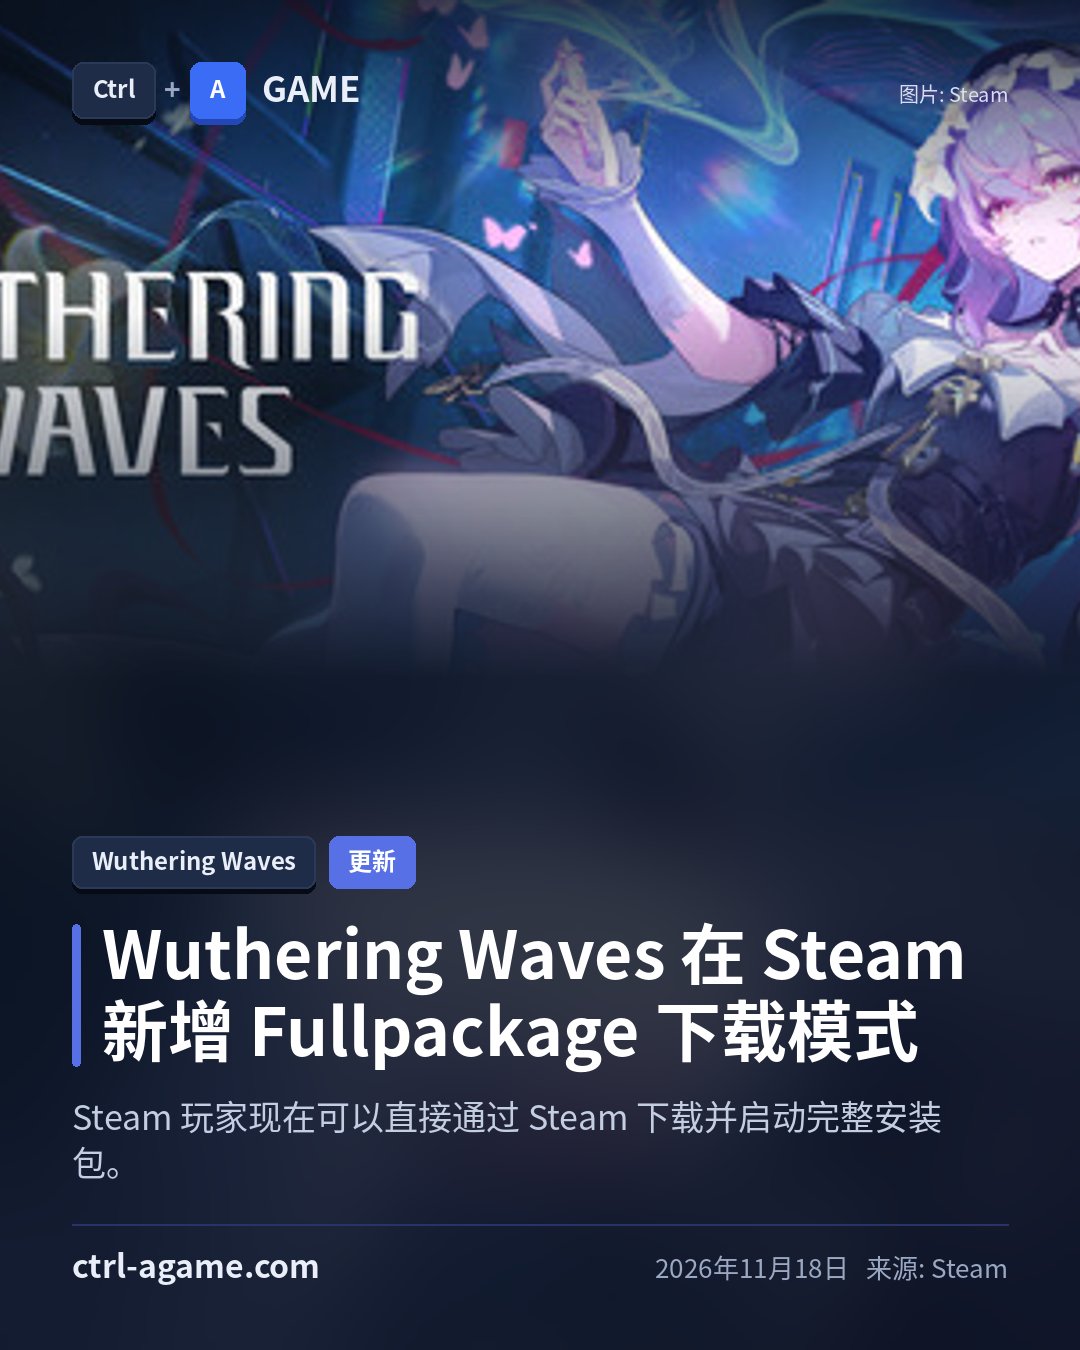 Ctrl + A GAME
图片: Steam
THERING
WAVES
Wuthering Waves 更新
Wuthering Waves 在 Steam
新增 Fullpackage 下载模式
Steam 玩家现在可以直接通过 Steam 下载并启动完整安装
包。
ctrl-agame.com
2026年11月18日 来源: Steam